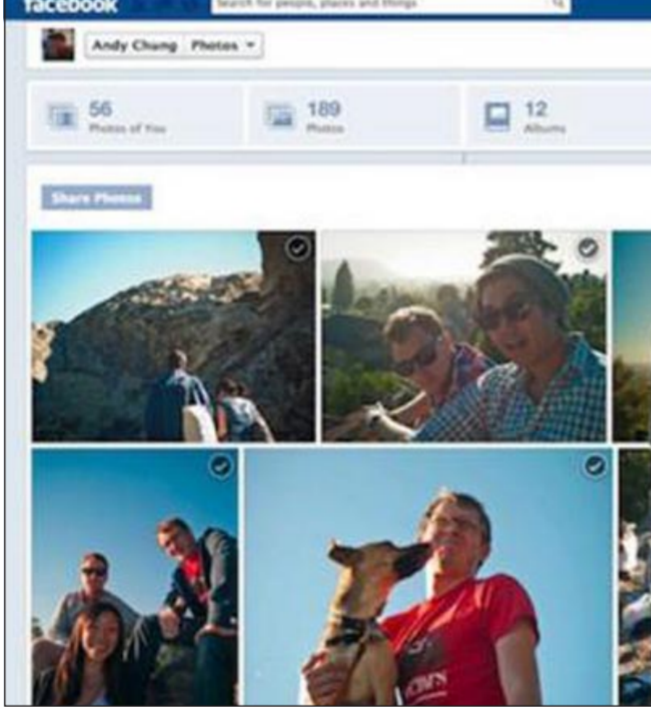 facebook
Search for people, places and things
Andy Chung Photos
56
Photos of You
189
Photos
12
Albums
Share Photos